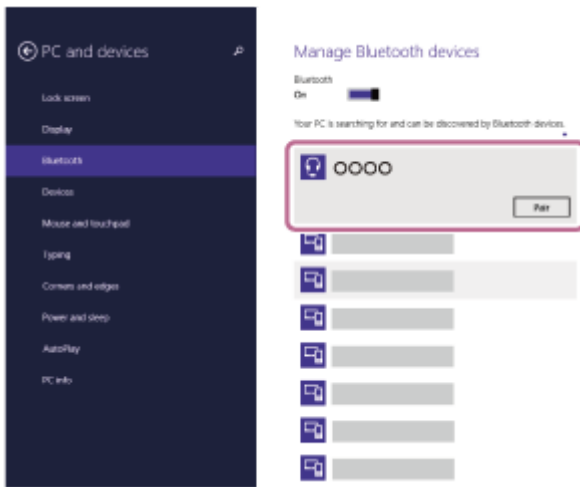 PC and devices
Lock screen
Display
Bluetooth
Devices
Mouse and touchpad
Typing
Corners and edges
Power and sleep
AutoPlay
PC info
Manage Bluetooth devices
Bluetooth
On
Your PC is searching for and can be discovered by Bluetooth devices.
OOOO
Pair